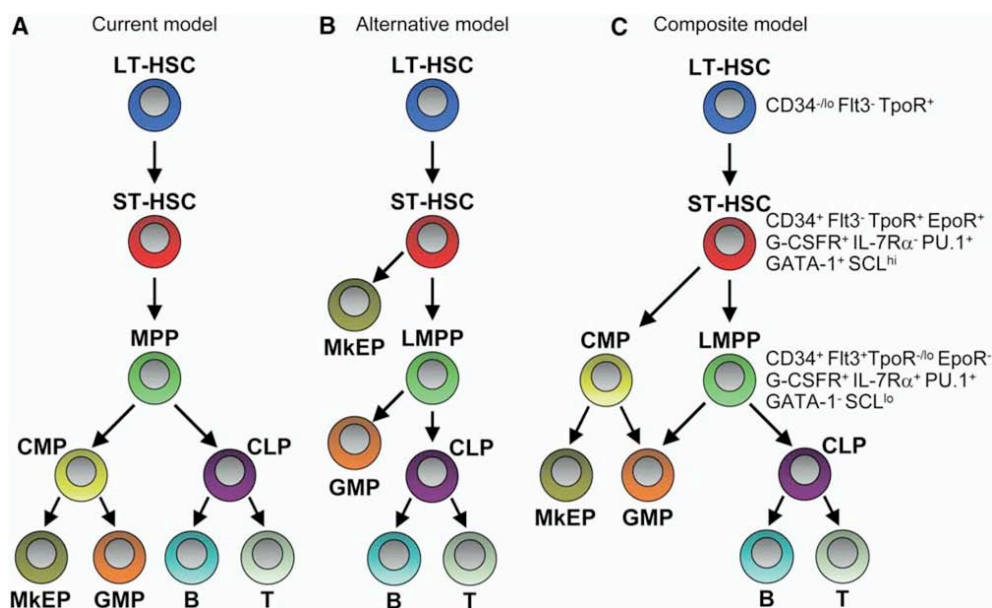 A Current model
LT-HSC
ST-HSC
MPP
CMP
CLP
MkEP GMP B T
B Alternative model
LT-HSC
ST-HSC
MkEP
LMPP
GMP
CLP
B T
C Composite model
LT-HSC
CD34⁻/ˡᵒ Flt3⁻ TpoR⁺
ST-HSC
CD34⁺ Flt3⁻ TpoR⁺ EpoR⁺
G-CSFR⁺ IL-7Rα⁻ PU.1⁺
GATA-1⁺ SCLʰⁱ
CMP
LMPP
CD34⁺ Flt3⁺TpoR⁻/ˡᵒ EpoR⁻
G-CSFR⁺ IL-7Rα⁺ PU.1⁺
GATA-1⁻ SCLˡᵒ
CLP
MkEP GMP
B T